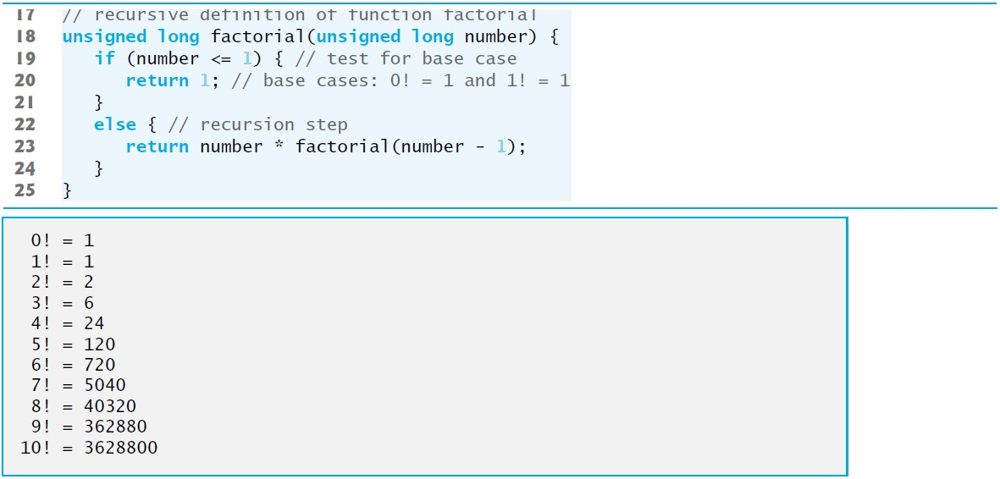 17 // recursive definition of function factorial
18 unsigned long factorial(unsigned long number) {
19    if (number <= 1) { // test for base case
20       return 1; // base cases: 0! = 1 and 1! = 1
21    }
22    else { // recursion step
23       return number * factorial(number - 1);
24    }
25 }
 0! = 1
 1! = 1
 2! = 2
 3! = 6
 4! = 24
 5! = 120
 6! = 720
 7! = 5040
 8! = 40320
 9! = 362880
10! = 3628800